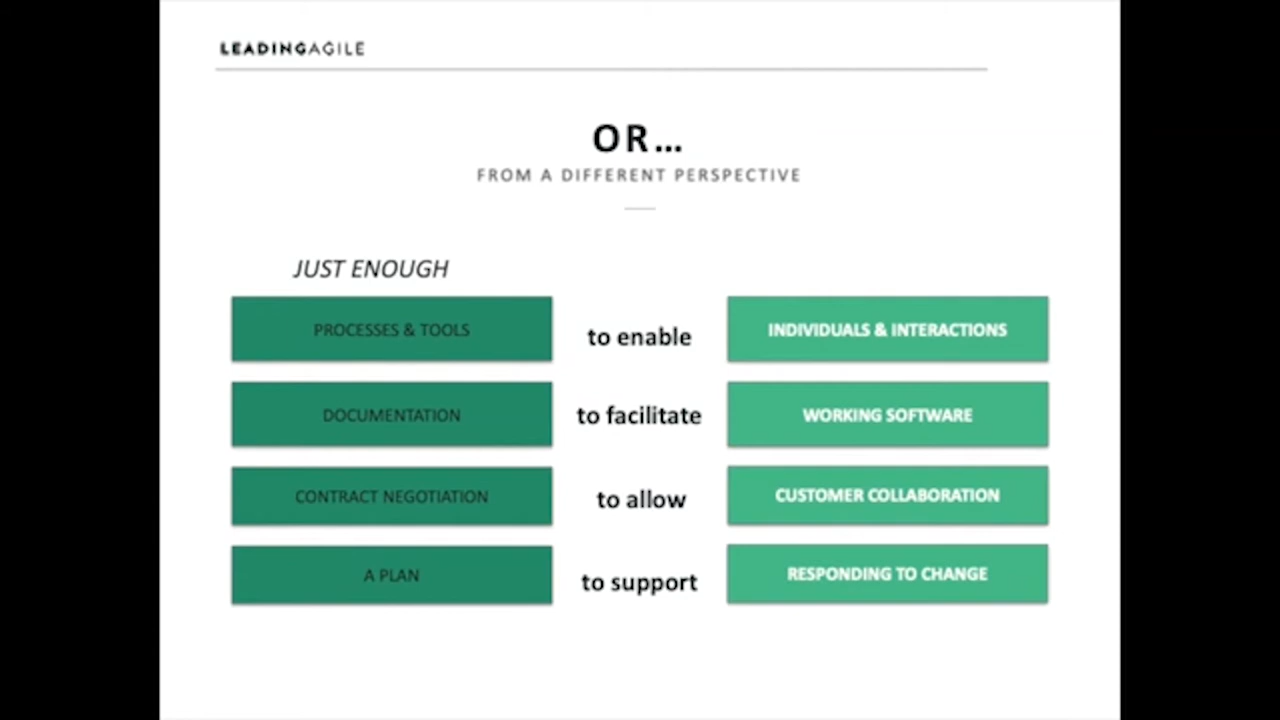 LEADINGAGILE
OR...
FROM A DIFFERENT PERSPECTIVE
JUST ENOUGH
PROCESSES & TOOLS to enable INDIVIDUALS & INTERACTIONS
DOCUMENTATION to facilitate WORKING SOFTWARE
CONTRACT NEGOTIATION to allow CUSTOMER COLLABORATION
A PLAN to support RESPONDING TO CHANGE